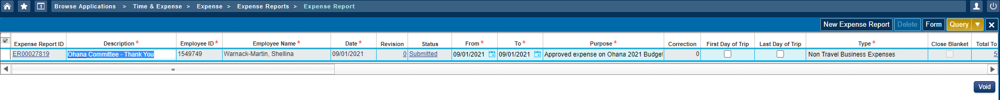 1 Browse Applications > Time & Expense > Expense > Expense Reports > Expense Report
New Expense Report Delete Form Query
Expense Report ID Description * Employee ID * Employee Name * Date * Revision Status From * To * Purpose * Correction First Day of Trip Last Day of Trip Type * Close Blanket Total To
ER00027819 Ohana Committee - Thank You 1549749 Warnack-Martin, Shellina 09/01/2021 0 Submitted 09/01/2021 09/01/2021 Approved expense on Ohana 2021 Budget 0 Non Travel Business Expenses
Void